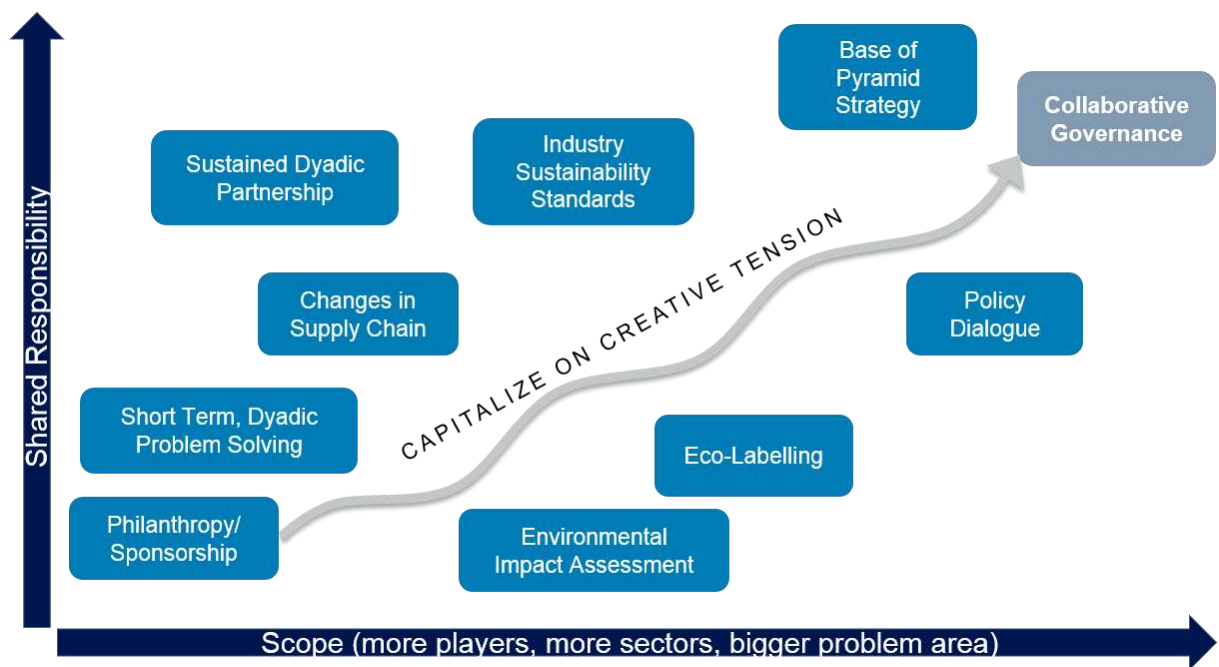 Base of
Pyramid
Strategy
Collaborative
Governance
Sustained Dyadic
Partnership
Industry
Sustainability
Standards
Shared Responsibility
CAPITALIZE ON CREATIVE TENSION
Changes in
Supply Chain
Policy
Dialogue
Short Term, Dyadic
Problem Solving
Eco-Labelling
Philanthropy/
Sponsorship
Environmental
Impact Assessment
Scope (more players, more sectors, bigger problem area)